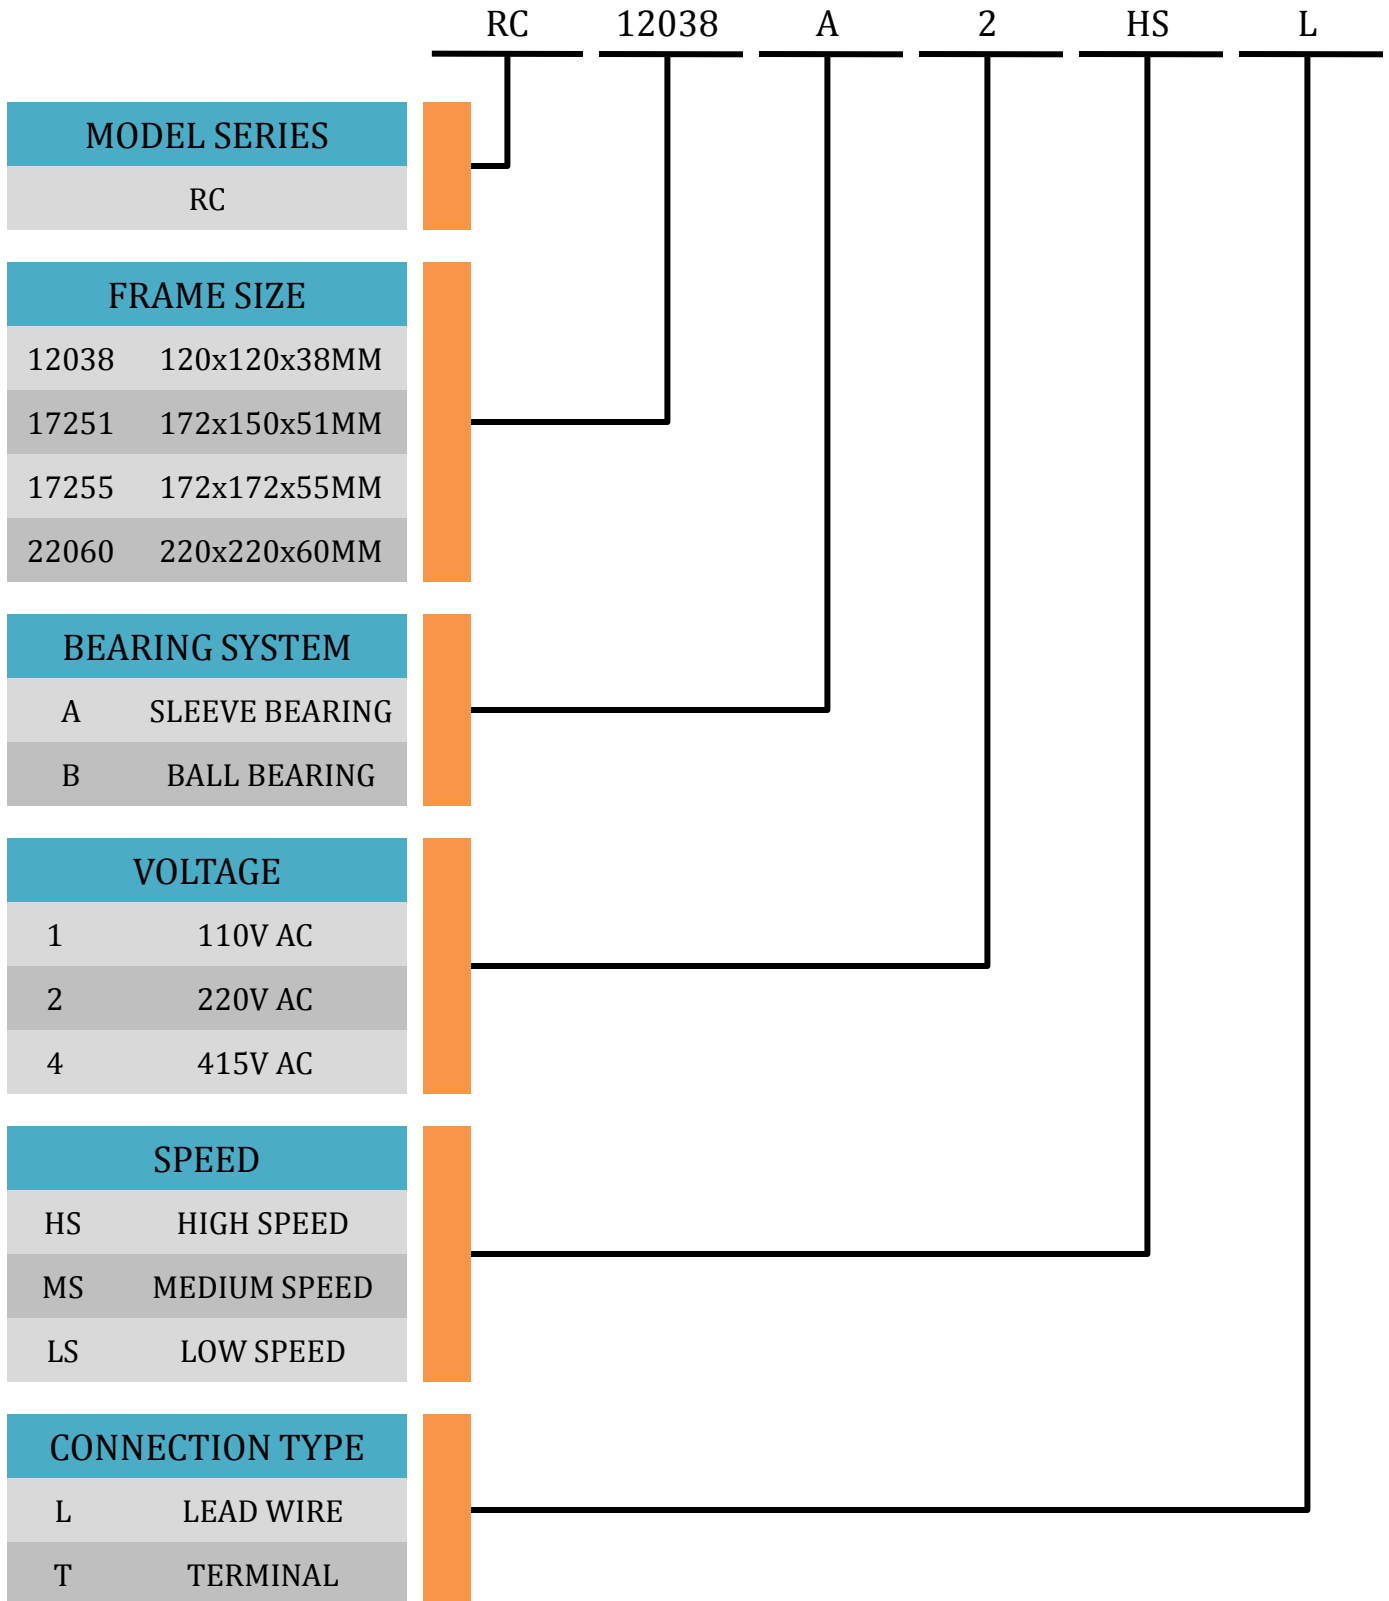 RC 12038 A 2 HS L
MODEL SERIES
RC
FRAME SIZE
12038 120x120x38MM
17251 172x150x51MM
17255 172x172x55MM
22060 220x220x60MM
BEARING SYSTEM
A SLEEVE BEARING
B BALL BEARING
VOLTAGE
1 110V AC
2 220V AC
4 415V AC
SPEED
HS HIGH SPEED
MS MEDIUM SPEED
LS LOW SPEED
CONNECTION TYPE
L LEAD WIRE
T TERMINAL